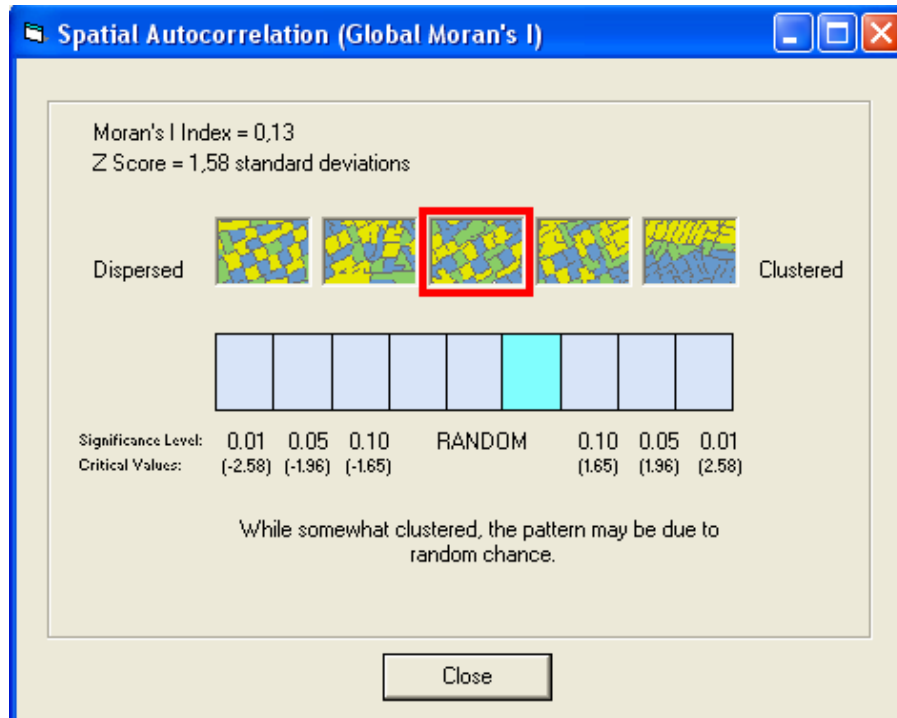 Spatial Autocorrelation (Global Moran's I)
Moran's I Index = 0,13
Z Score = 1,58 standard deviations
Dispersed
Clustered
Significance Level: 0.01 0.05 0.10 RANDOM 0.10 0.05 0.01
Critical Values: (-2.58) (-1.96) (-1.65) (1.65) (1.96) (2.58)
While somewhat clustered, the pattern may be due to
random chance.
Close